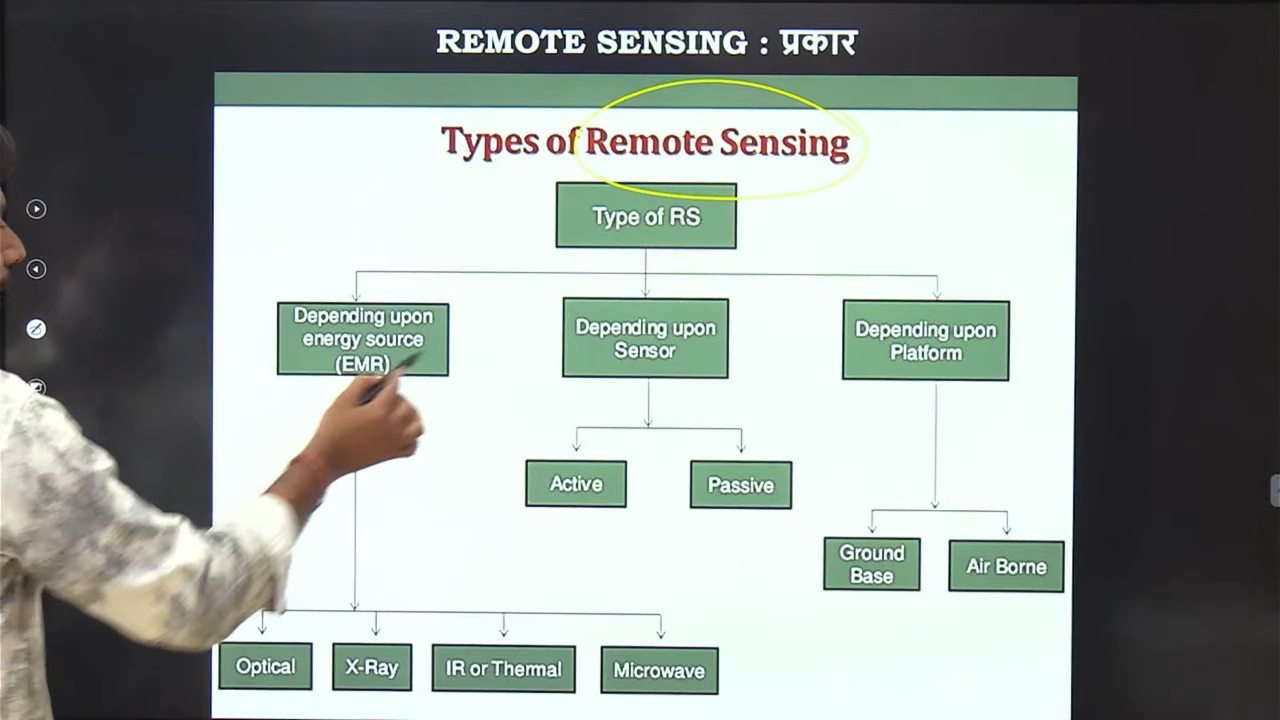 REMOTE SENSING : प्रकार
Types of Remote Sensing
Type of RS
Depending upon
energy source
(EMR)
Depending upon
Sensor
Depending upon
Platform
Active
Passive
Ground
Base
Air Borne
Optical
X-Ray
IR or Thermal
Microwave